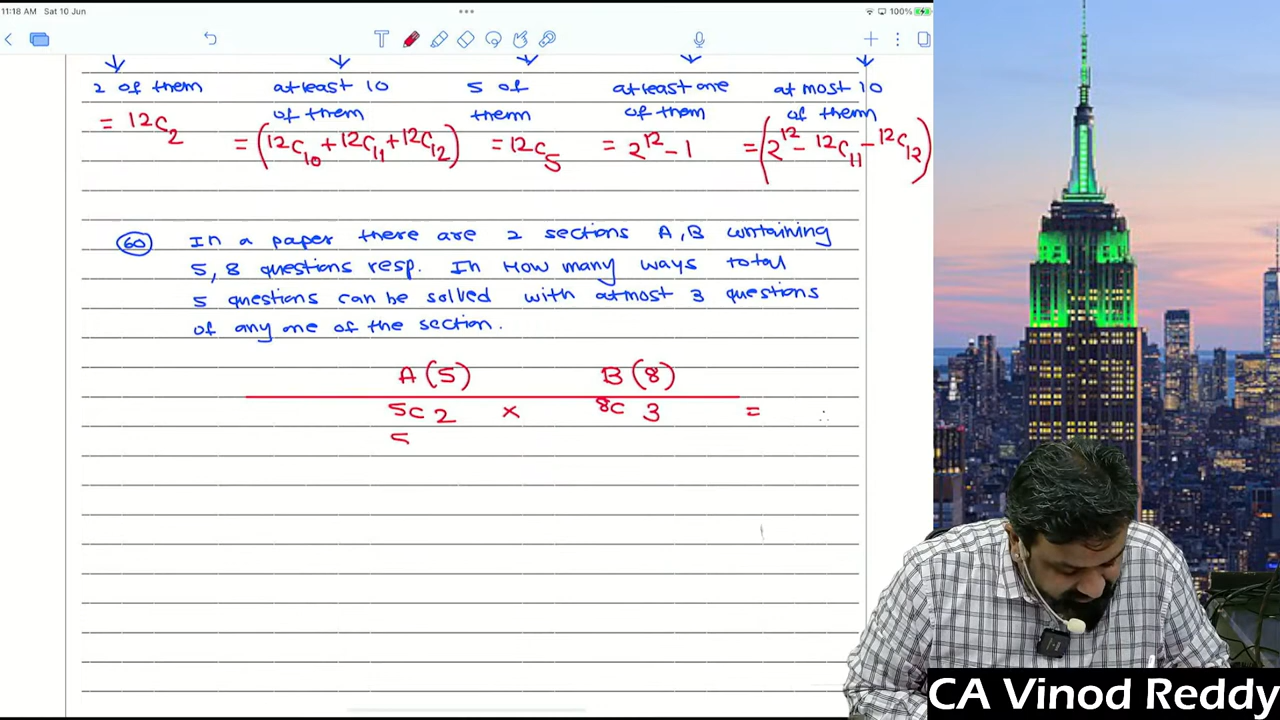 11:18 AM Sat 10 Jun
100%
2 of them at least 10 of them 5 of them at least one of them at most 10 of them
= 12C2 = (12C10 + 12C11 + 12C12) = 12C5 = 2^12 - 1 = (2^12 - 12C11 - 12C12)
60 In a paper there are 2 sections A, B containing
5, 8 questions resp. In How many ways total
5 questions can be solved with atmost 3 questions
of any one of the section.
A (5) B (8)
5C2 × 8C3 =
5
CA Vinod Reddy